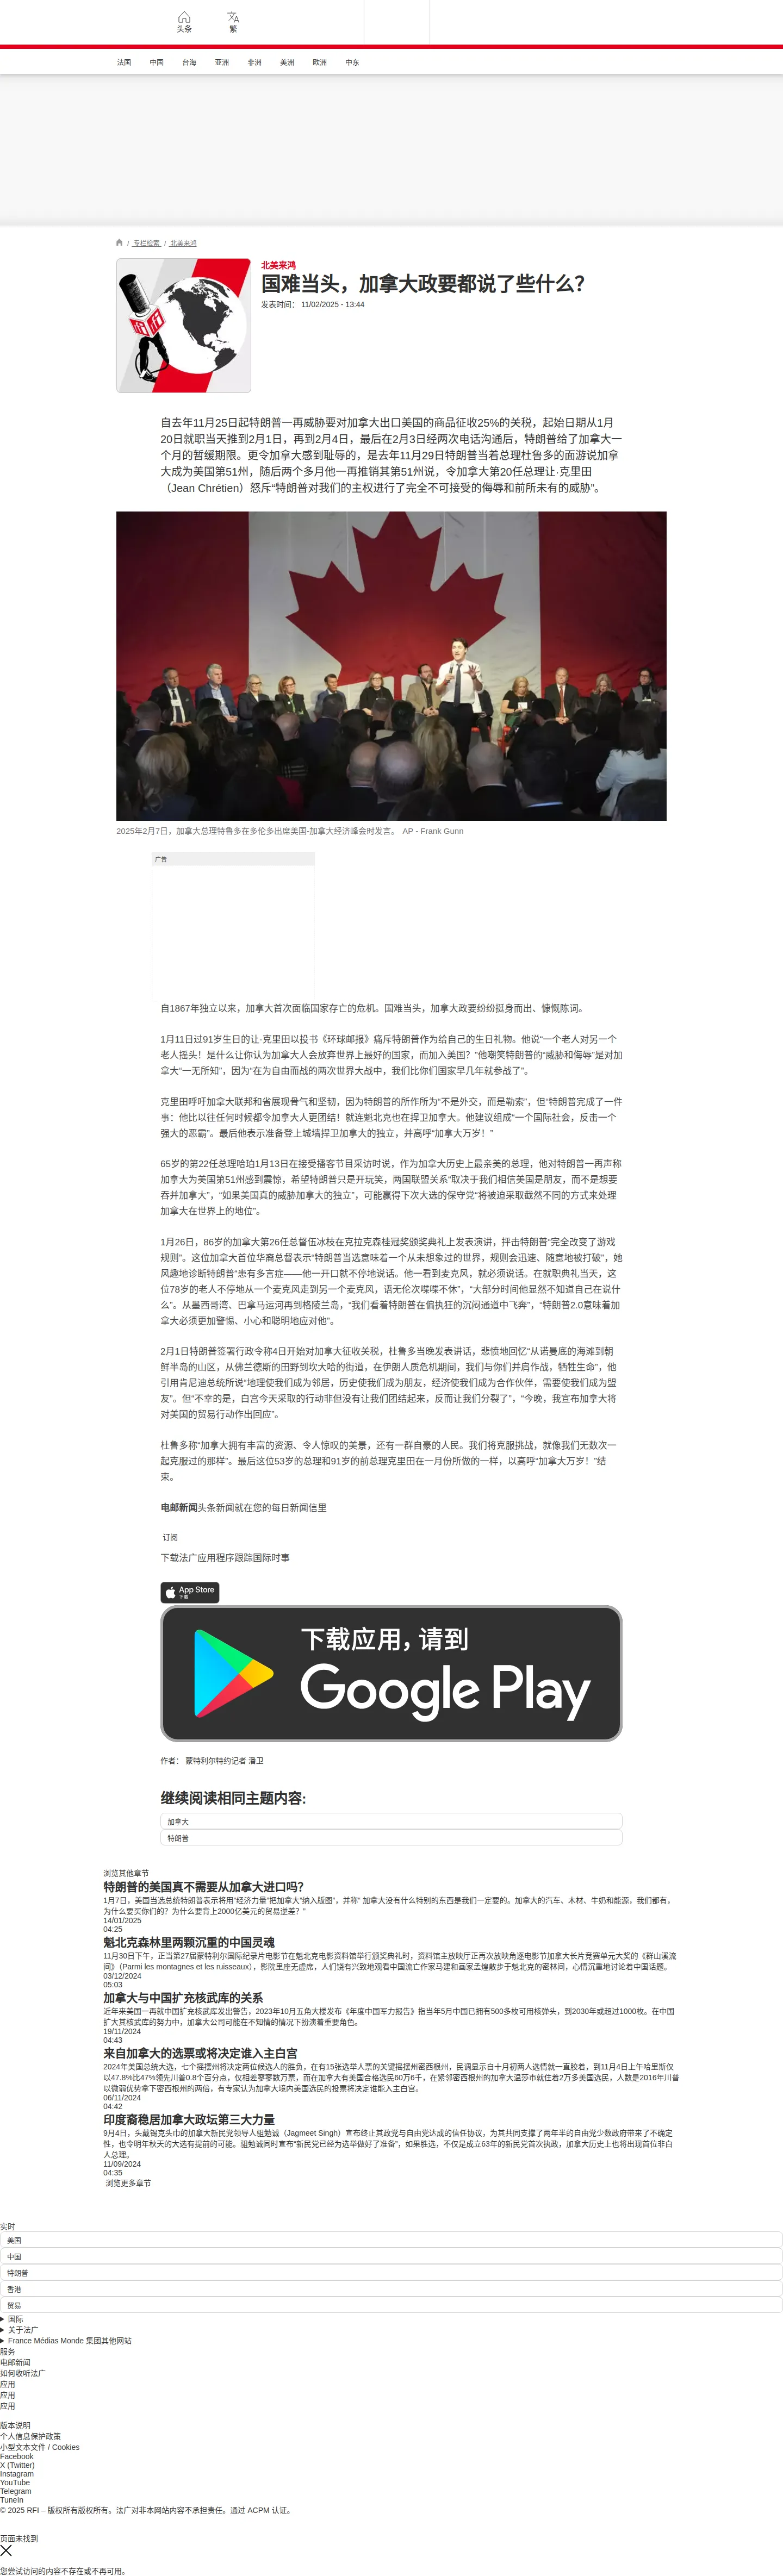 头条
繁
法国 中国 台海 亚洲 非洲 美洲 欧洲 中东
/ 专栏检索 / 北美来鸿
北美来鸿
国难当头，加拿大政要都说了些什么？
发表时间： 11/02/2025 - 13:44
自去年11月25日起特朗普一再威胁要对加拿大出口美国的商品征收25%的关税，起始日期从1月
20日就职当天推到2月1日，再到2月4日，最后在2月3日经两次电话沟通后，特朗普给了加拿大一
个月的暂缓期限。更令加拿大感到耻辱的，是去年11月29日特朗普当着总理杜鲁多的面游说加拿
大成为美国第51州，随后两个多月他一再推销其第51州说，令加拿大第20任总理让·克里田
（Jean Chrétien）怒斥“特朗普对我们的主权进行了完全不可接受的侮辱和前所未有的威胁”。
2025年2月7日，加拿大总理特鲁多在多伦多出席美国-加拿大经济峰会时发言。 AP - Frank Gunn
广告
自1867年独立以来，加拿大首次面临国家存亡的危机。国难当头，加拿大政要纷纷挺身而出、慷慨陈词。
1月11日过91岁生日的让·克里田以投书《环球邮报》痛斥特朗普作为给自己的生日礼物。他说“一个老人对另一个
老人摇头！是什么让你认为加拿大人会放弃世界上最好的国家，而加入美国？”他嘲笑特朗普的“威胁和侮辱”是对加
拿大“一无所知”，因为“在为自由而战的两次世界大战中，我们比你们国家早几年就参战了”。
克里田呼吁加拿大联邦和省展现骨气和坚韧，因为特朗普的所作所为“不是外交，而是勒索”，但“特朗普完成了一件
事：他比以往任何时候都令加拿大人更团结！就连魁北克也在捍卫加拿大。他建议组成“一个国际社会，反击一个
强大的恶霸”。最后他表示准备登上城墙捍卫加拿大的独立，并高呼“加拿大万岁！”
65岁的第22任总理哈珀1月13日在接受播客节目采访时说，作为加拿大历史上最亲美的总理，他对特朗普一再声称
加拿大为美国第51州感到震惊，希望特朗普只是开玩笑，两国联盟关系“取决于我们相信美国是朋友，而不是想要
吞并加拿大”，“如果美国真的威胁加拿大的独立”，可能赢得下次大选的保守党“将被迫采取截然不同的方式来处理
加拿大在世界上的地位”。
1月26日，86岁的加拿大第26任总督伍冰枝在克拉克森桂冠奖颁奖典礼上发表演讲，抨击特朗普“完全改变了游戏
规则”。这位加拿大首位华裔总督表示“特朗普当选意味着一个从未想象过的世界，规则会迅速、随意地被打破”，她
风趣地诊断特朗普“患有多言症——他一开口就不停地说话。他一看到麦克风，就必须说话。在就职典礼当天，这
位78岁的老人不停地从一个麦克风走到另一个麦克风，语无伦次喋喋不休”，“大部分时间他显然不知道自己在说什
么”。从墨西哥湾、巴拿马运河再到格陵兰岛，“我们看着特朗普在偏执狂的沉闷通道中飞奔”，“特朗普2.0意味着加
拿大必须更加警惕、小心和聪明地应对他”。
2月1日特朗普签署行政令称4日开始对加拿大征收关税，杜鲁多当晚发表讲话，悲愤地回忆“从诺曼底的海滩到朝
鲜半岛的山区，从佛兰德斯的田野到坎大哈的街道，在伊朗人质危机期间，我们与你们并肩作战，牺牲生命”，他
引用肯尼迪总统所说“地理使我们成为邻居，历史使我们成为朋友，经济使我们成为合作伙伴，需要使我们成为盟
友”。但“不幸的是，白宫今天采取的行动非但没有让我们团结起来，反而让我们分裂了”，“今晚，我宣布加拿大将
对美国的贸易行动作出回应”。
杜鲁多称“加拿大拥有丰富的资源、令人惊叹的美景，还有一群自豪的人民。我们将克服挑战，就像我们无数次一
起克服过的那样”。最后这位53岁的总理和91岁的前总理克里田在一月份所做的一样，以高呼“加拿大万岁！”结
束。
电邮新闻头条新闻就在您的每日新闻信里
订阅
下载法广应用程序跟踪国际时事
App Store
下载
下载应用，请到
Google Play
作者： 蒙特利尔特约记者 潘卫
继续阅读相同主题内容:
加拿大
特朗普
浏览其他章节
特朗普的美国真不需要从加拿大进口吗？
1月7日，美国当选总统特朗普表示将用“经济力量”把加拿大“纳入版图”，并称“ 加拿大没有什么特别的东西是我们一定要的。加拿大的汽车、木材、牛奶和能源，我们都有，
为什么要买你们的？为什么要背上2000亿美元的贸易逆差？”
14/01/2025
04:25
魁北克森林里两颗沉重的中国灵魂
11月30日下午，正当第27届蒙特利尔国际纪录片电影节在魁北克电影资料馆举行颁奖典礼时，资料馆主放映厅正再次放映角逐电影节加拿大长片竞赛单元大奖的《群山溪流
间》（Parmi les montagnes et les ruisseaux），影院里座无虚席，人们饶有兴致地观看中国流亡作家马建和画家孟煌散步于魁北克的密林间，心情沉重地讨论着中国话题。
03/12/2024
05:03
加拿大与中国扩充核武库的关系
近年来美国一再就中国扩充核武库发出警告，2023年10月五角大楼发布《年度中国军力报告》指当年5月中国已拥有500多枚可用核弹头，到2030年或超过1000枚。在中国
扩大其核武库的努力中，加拿大公司可能在不知情的情况下扮演着重要角色。
19/11/2024
04:43
来自加拿大的选票或将决定谁入主白宫
2024年美国总统大选，七个摇摆州将决定两位候选人的胜负，在有15张选举人票的关键摇摆州密西根州，民调显示自十月初两人选情就一直胶着，到11月4日上午哈里斯仅
以47.8%比47%领先川普0.8个百分点，仅相差寥寥数万票，而在加拿大有美国合格选民60万6千，在紧邻密西根州的加拿大温莎市就住着2万多美国选民，人数是2016年川普
以微弱优势拿下密西根州的两倍，有专家认为加拿大境内美国选民的投票将决定谁能入主白宫。
06/11/2024
04:42
印度裔稳居加拿大政坛第三大力量
9月4日，头戴锡克头巾的加拿大新民党领导人驵勉诚（Jagmeet Singh）宣布终止其政党与自由党达成的信任协议，为其共同支撑了两年半的自由党少数政府带来了不确定
性，也令明年秋天的大选有提前的可能。驵勉诚同时宣布“新民党已经为选举做好了准备”，如果胜选，不仅是成立63年的新民党首次执政，加拿大历史上也将出现首位非白
人总理。
11/09/2024
04:35
浏览更多章节
实时
美国
中国
特朗普
香港
贸易
国际
关于法广
France Médias Monde 集团其他网站
服务
电邮新闻
如何收听法广
应用
应用
应用
版本说明
个人信息保护政策
小型文本文件 / Cookies
Facebook
X (Twitter)
Instagram
YouTube
Telegram
TuneIn
© 2025 RFI – 版权所有版权所有。法广对非本网站内容不承担责任。通过 ACPM 认证。
页面未找到
您尝试访问的内容不存在或不再可用。